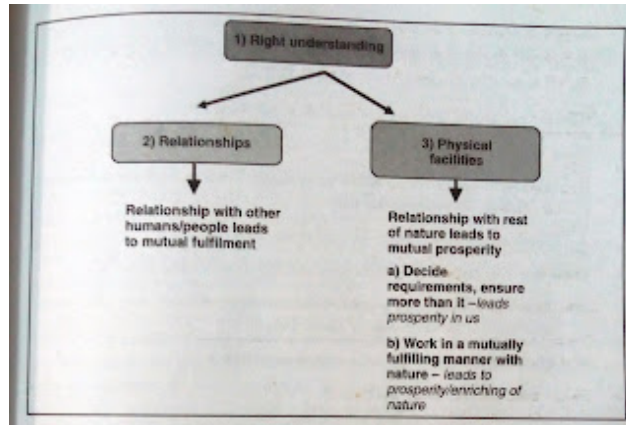 1) Right understanding
2) Relationships
Relationship with other
humans/people leads
to mutual fulfilment
3) Physical
facilities
Relationship with rest
of nature leads to
mutual prosperity
a) Decide
requirements, ensure
more than it –leads
prosperity in us
b) Work in a mutually
fulfilling manner with
nature – leads to
prosperity/enriching of
nature